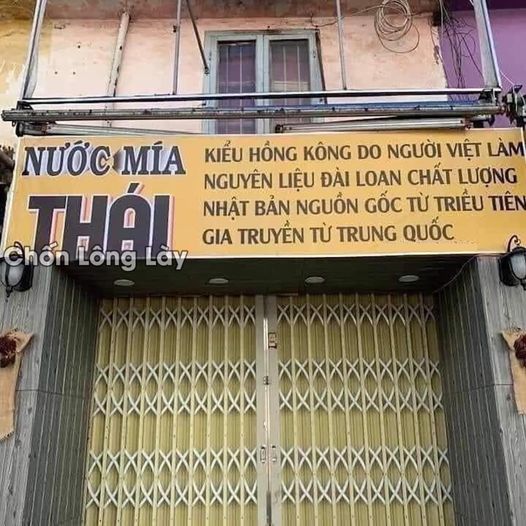 NƯỚC MÍA
THÁI
KIỂU HỒNG KÔNG DO NGƯỜI VIỆT LÀM
NGUYÊN LIỆU ĐÀI LOAN CHẤT LƯỢNG
NHẬT BẢN NGUỒN GỐC TỪ TRIỀU TIÊN
GIA TRUYỀN TỪ TRUNG QUỐC
Chốn Lông Lày